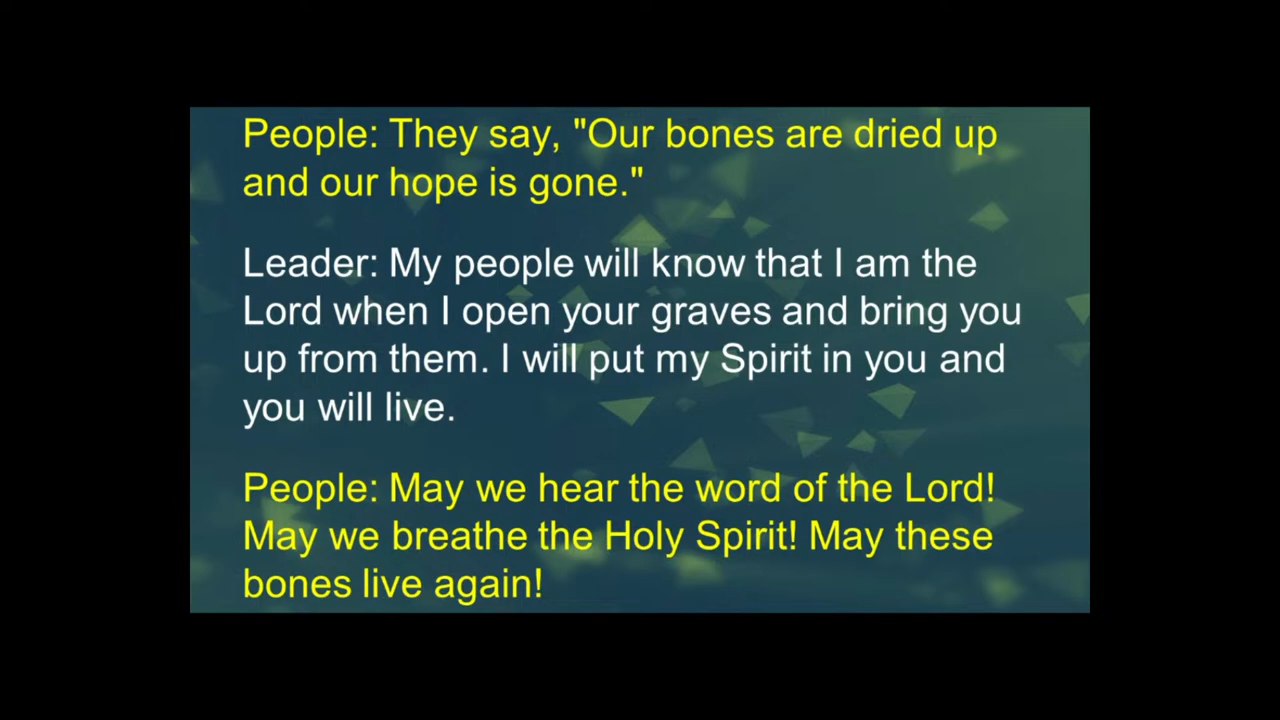 People: They say, "Our bones are dried up
and our hope is gone."
Leader: My people will know that I am the
Lord when I open your graves and bring you
up from them. I will put my Spirit in you and
you will live.
People: May we hear the word of the Lord!
May we breathe the Holy Spirit! May these
bones live again!